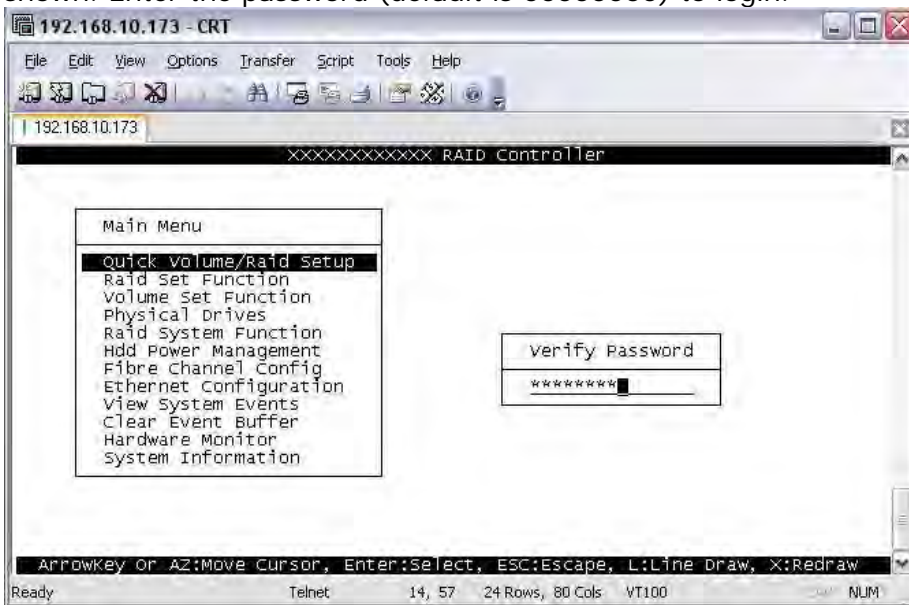 shown. Enter the password (default is 00000000) to login.
192.168.10.173 - CRT
File Edit View Options Transfer Script Tools Help
192.168.10.173
XXXXXXXXXXXX RAID Controller
Main Menu
Quick Volume/Raid Setup
Raid Set Function
Volume Set Function
Physical Drives
Raid System Function
Hdd Power Management
Fibre Channel Config
Ethernet Configuration
View System Events
Clear Event Buffer
Hardware Monitor
System Information
Verify Password
********
ArrowKey Or AZ:Move Cursor, Enter:Select, ESC:Escape, L:Line Draw, X:Redraw
Ready Telnet 14, 57 24 Rows, 80 Cols VT100 NUM